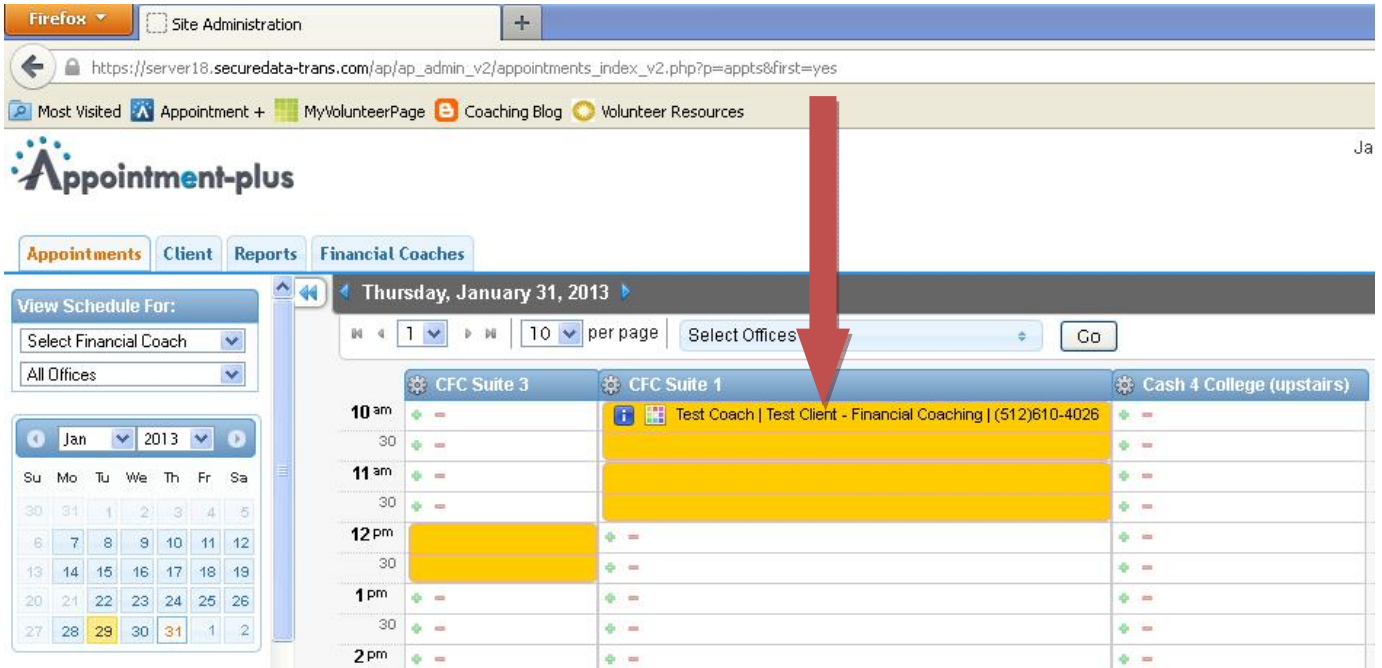 Firefox
Site Administration
+
https://server18.securedata-trans.com/ap/ap_admin_v2/appointments_index_v2.php?p=appts&first=yes
Most Visited Appointment + MyVolunteerPage Coaching Blog Volunteer Resources
Appointment-plus
Ja
Appointments Client Reports Financial Coaches
View Schedule For:
Select Financial Coach
All Offices
Jan 2013
Su Mo Tu We Th Fr Sa
30 31 1 2 3 4 5
6 7 8 9 10 11 12
13 14 15 16 17 18 19
20 21 22 23 24 25 26
27 28 29 30 31 1 2
Thursday, January 31, 2013
1 10 per page Select Offices Go
CFC Suite 3 CFC Suite 1 Cash 4 College (upstairs)
10 am Test Coach | Test Client - Financial Coaching | (512)610-4026
30
11 am
30
12 pm
30
1 pm
30
2 pm